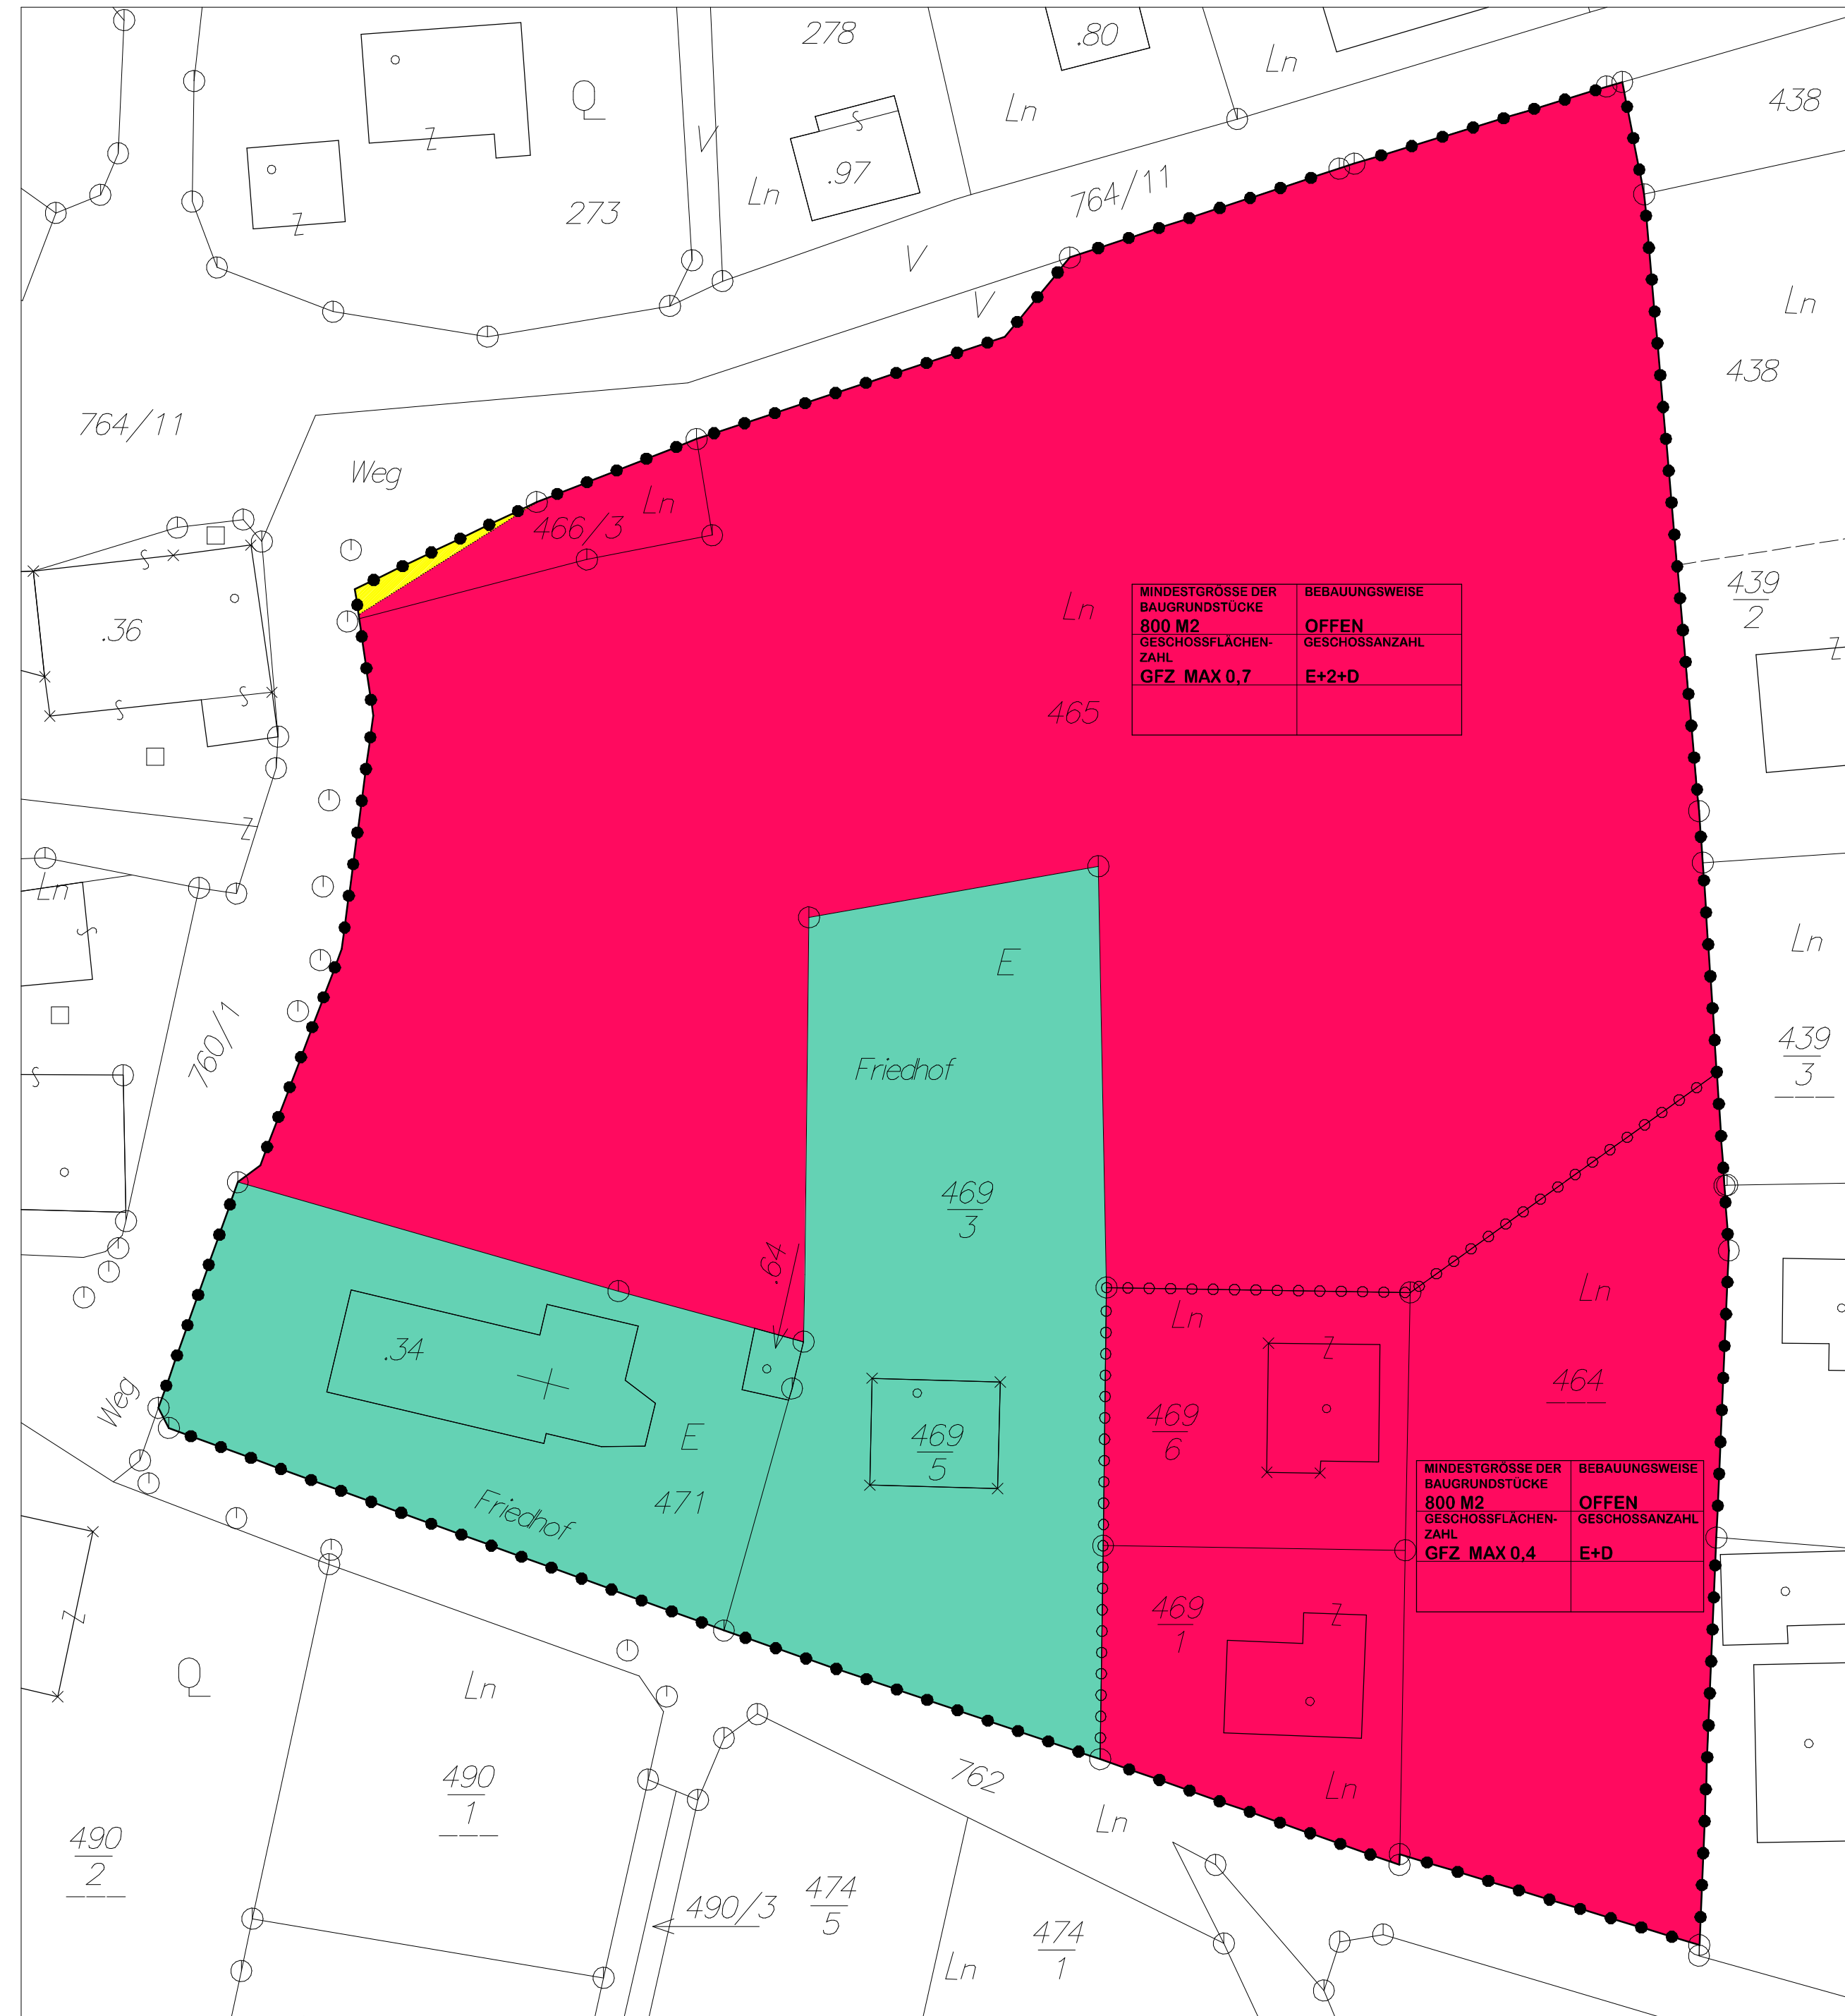 278
.80
Ln
438
Ln
Q
V
S
Z
.97
764/11
Ln
Z
273
V
V
Ln
438
764/11
Weg
Ln
466/3
S
439
2
Z
.36
Ln
MINDESTGRÖSSE DER
BAUGRUNDSTÜCKE
800 M2
BEBAUUNGSWEISE
OFFEN
GESCHOSSFLÄCHEN-
ZAHL
GFZ MAX 0,7
GESCHOSSANZAHL
E+2+D
465
S
S
Z
Ln
S
E
Ln
760/1
Friedhof
439
3
S
469
3
.64
Ln
Ln
.34
V
Z
464
Weg
E
469
5
469
6
MINDESTGRÖSSE DER
BAUGRUNDSTÜCKE
800 M2
BEBAUUNGSWEISE
OFFEN
GESCHOSSFLÄCHEN-
ZAHL
GFZ MAX 0,4
GESCHOSSANZAHL
E+D
Friedhof
471
469
1
Z
Z
Q
Ln
762
Ln
Ln
490
1
490
2
490/3
474
5
474
1
Ln